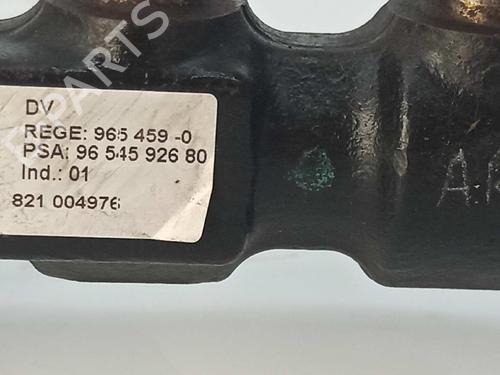 DV
REGE: 965 459 -0
PSA: 96 545 926 80
Ind.: 01
821 004976